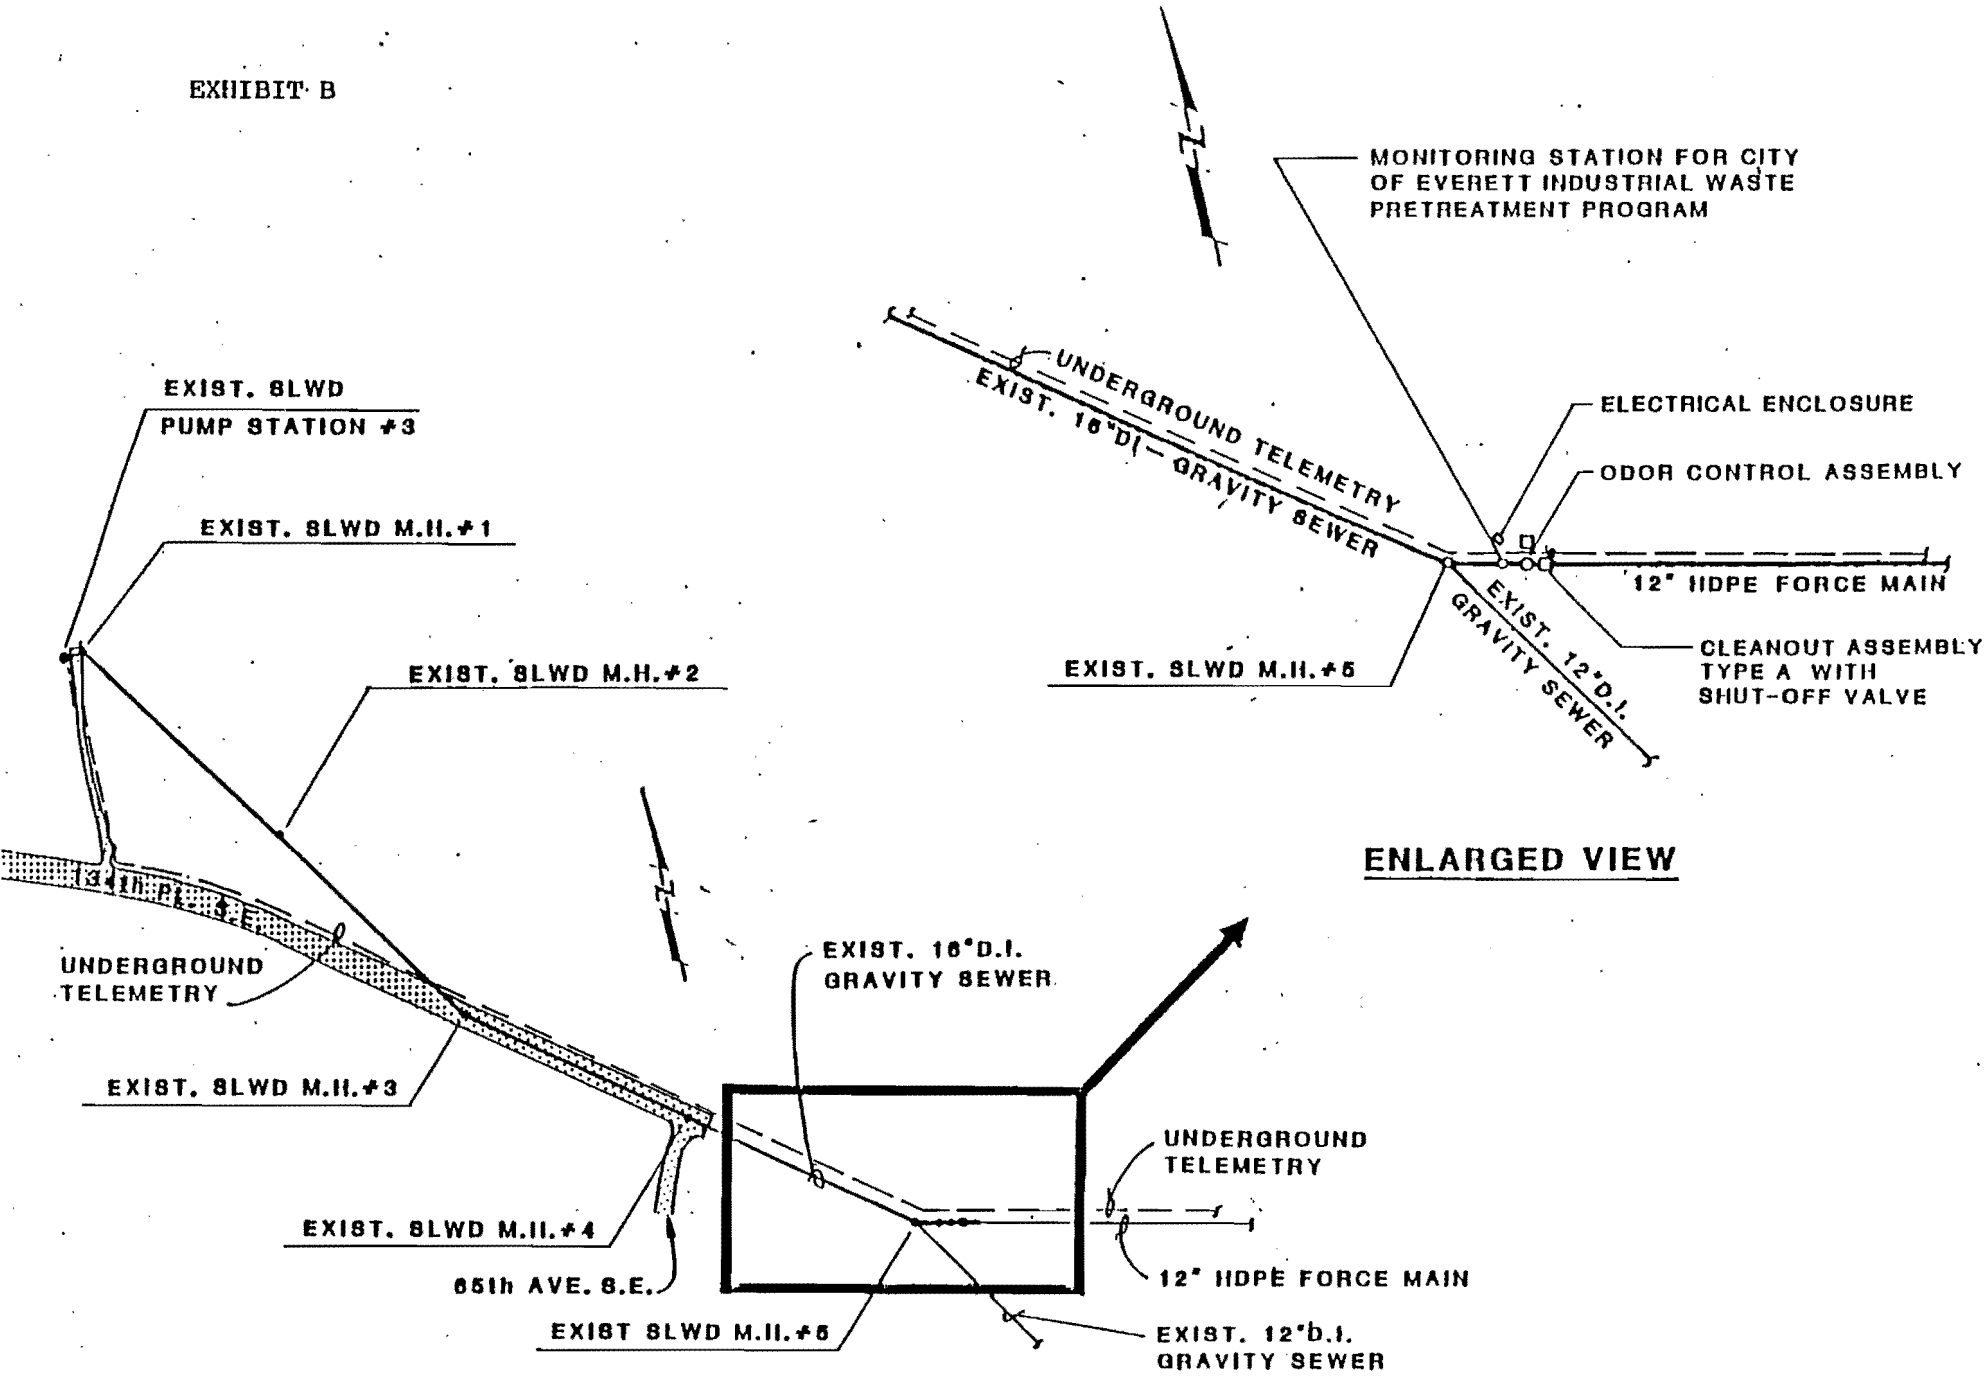 EXHIBIT B
MONITORING STATION FOR CITY
OF EVERETT INDUSTRIAL WASTE
PRETREATMENT PROGRAM
UNDERGROUND TELEMETRY
EXIST. 16"DI - GRAVITY SEWER
ELECTRICAL ENCLOSURE
ODOR CONTROL ASSEMBLY
12" HDPE FORCE MAIN
EXIST. 12"D.I.
GRAVITY SEWER
CLEANOUT ASSEMBLY
TYPE A WITH
SHUT-OFF VALVE
EXIST. SLWD M.H.#5
ENLARGED VIEW
EXIST. SLWD
PUMP STATION #3
EXIST. SLWD M.H.#1
EXIST. SLWD M.H.#2
134th PL. S.E.
UNDERGROUND
TELEMETRY
EXIST. SLWD M.H.#3
EXIST. 16"D.I.
GRAVITY SEWER
EXIST. SLWD M.H.#4
65th AVE. S.E.
EXIST SLWD M.H.#5
UNDERGROUND
TELEMETRY
12" HDPE FORCE MAIN
EXIST. 12"D.I.
GRAVITY SEWER